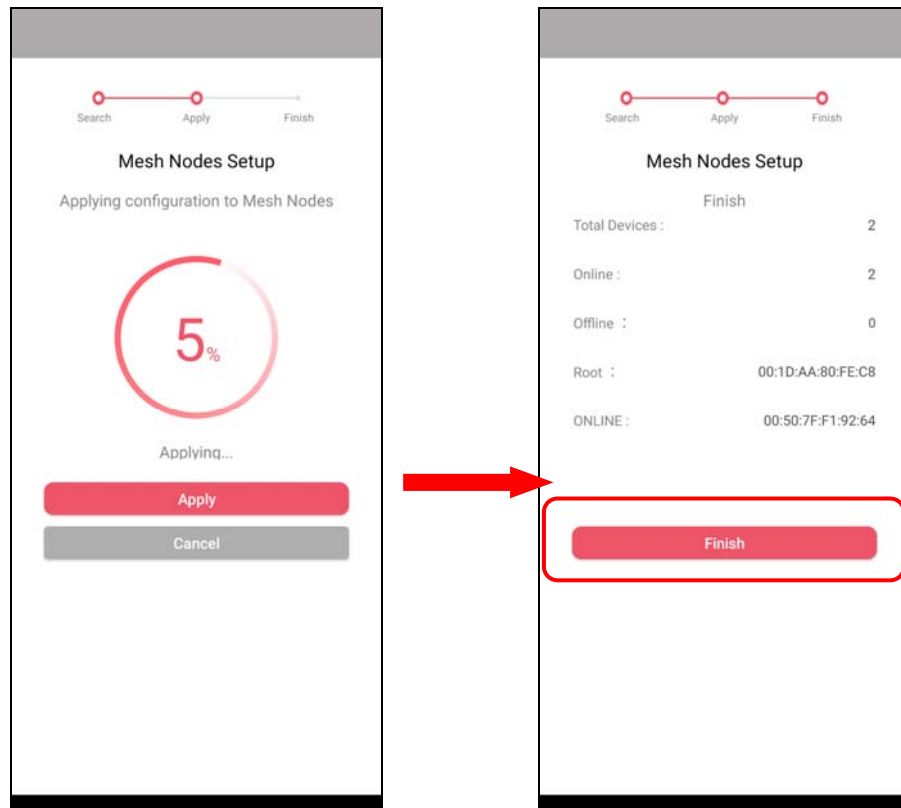 Search Apply Finish
Mesh Nodes Setup
Applying configuration to Mesh Nodes
5%
Applying...
Apply
Cancel
Search Apply Finish
Mesh Nodes Setup
Finish
Total Devices : 2
Online : 2
Offline : 0
Root : 00:1D:AA:80:FE:C8
ONLINE : 00:50:7F:F1:92:64
Finish